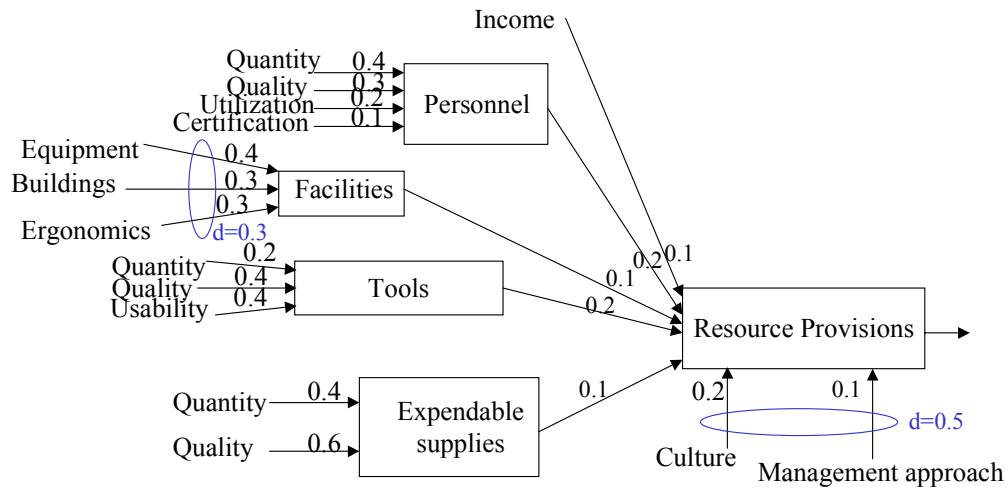 Income
Quantity 0.4
Quality 0.3
Utilization 0.2
Certification 0.1
Personnel
Equipment 0.4
Buildings 0.3
Ergonomics 0.3
d=0.3
Facilities
Quantity 0.2
Quality 0.4
Usability 0.4
Tools
0.1
0.2
0.1
0.2
Resource Provisions
Quantity 0.4
Quality 0.6
Expendable
supplies
0.1
0.2
0.1
d=0.5
Culture
Management approach